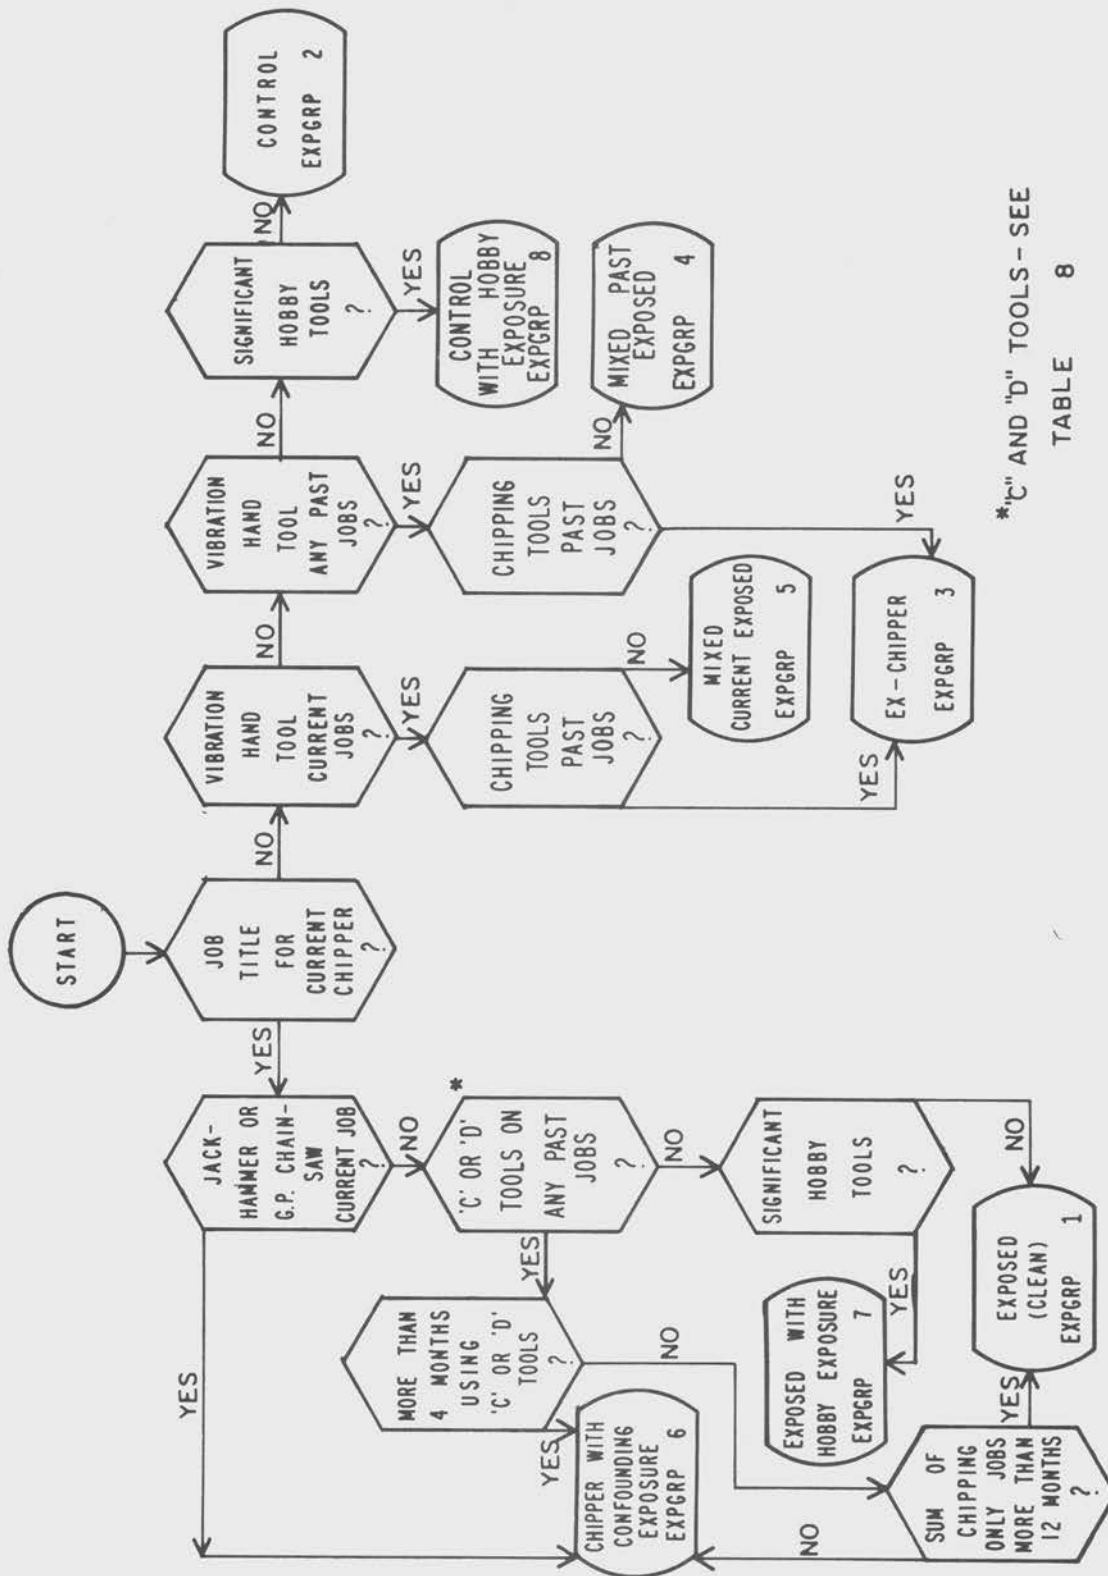 START
JOB
TITLE
FOR
CURRENT
CHIPPER
?
YES
NO
JACK-
HAMMER OR
G.P. CHAIN-
SAW
CURRENT JOB
?
YES
NO
*
'C' OR 'D'
TOOLS ON
ANY PAST
JOBS
?
YES
NO
MORE THAN
4 MONTHS
USING
'C' OR 'D'
TOOLS
?
YES
NO
CHIPPER WITH
CONFOUNDING
EXPOSURE
EXPGRP 6
SIGNIFICANT
HOBBY
TOOLS
?
YES
NO
EXPOSED WITH
HOBBY EXPOSURE
EXPGRP 7
SUM OF
CHIPPING
ONLY JOBS
MORE THAN
12 MONTHS
?
NO
YES
EXPOSED
(CLEAN)
EXPGRP 1
VIBRATION
HAND
TOOL
CURRENT
JOBS
?
NO
YES
CHIPPING
TOOLS
PAST
JOBS
?
NO
YES
MIXED
CURRENT EXPOSED
EXPGRP 5
EX-CHIPPER
EXPGRP 3
VIBRATION
HAND
TOOL
ANY PAST
JOBS
?
NO
YES
CHIPPING
TOOLS
PAST
JOBS
?
NO
YES
MIXED PAST
EXPOSED
EXPGRP 4
SIGNIFICANT
HOBBY
TOOLS
?
NO
YES
CONTROL
WITH HOBBY
EXPOSURE
EXPGRP 8
CONTROL
EXPGRP 2
*"C" AND "D" TOOLS-SEE
TABLE 8